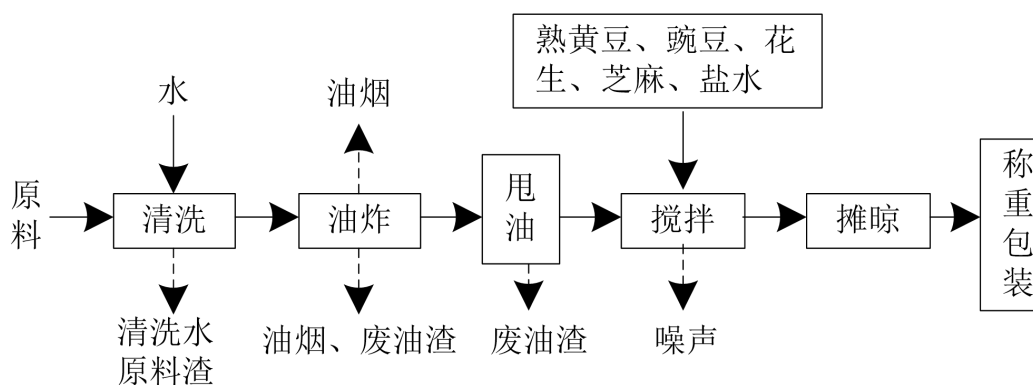 熟黄豆、豌豆、花
生、芝麻、盐水
水
油烟
原
料
清洗
油炸
甩
油
搅拌
摊晾
称
重
包
装
清洗水
原料渣
油烟、废油渣
废油渣
噪声